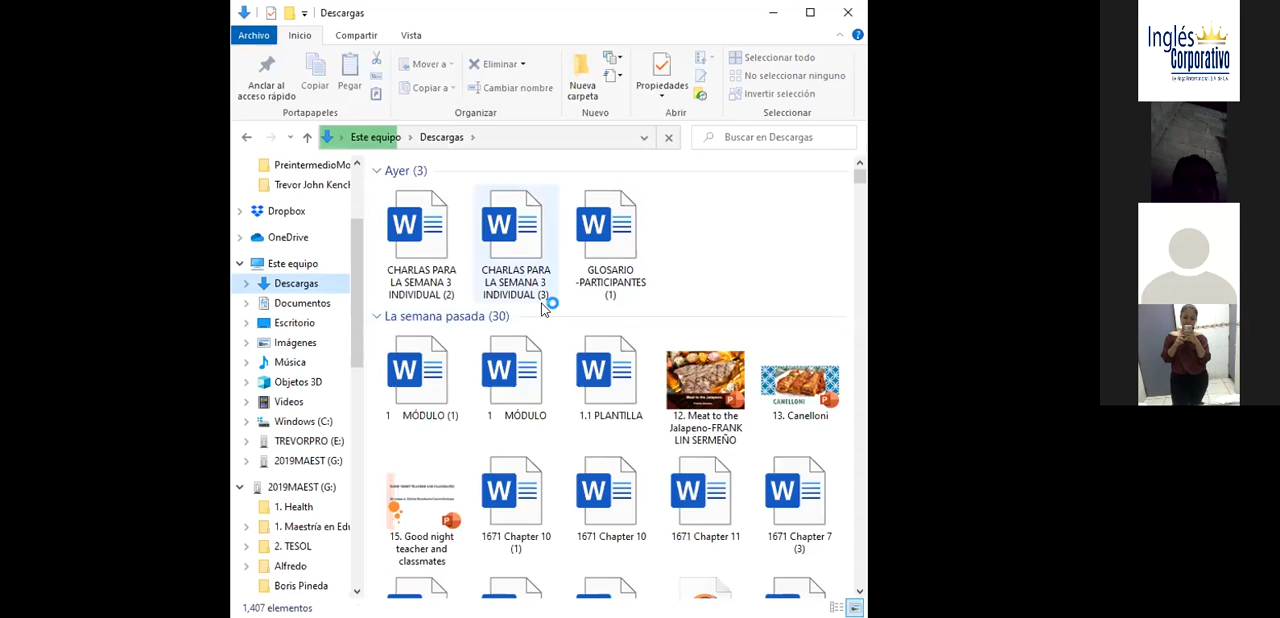 Descargas
Archivo Inicio Compartir Vista
Anclar al
acceso rápido
Copiar
Pegar
Portapapeles
Mover a
Copiar a
Eliminar
Cambiar nombre
Organizar
Nueva
carpeta
Nuevo
Propiedades
Abrir
Seleccionar todo
No seleccionar ninguno
Invertir selección
Seleccionar
Este equipo > Descargas >
Buscar en Descargas
PreintermedioMo
Trevor John Kencl
Dropbox
OneDrive
Este equipo
Descargas
Documentos
Escritorio
Imágenes
Música
Objetos 3D
Videos
Windows (C:)
TREVORPRO (E:)
2019MAEST (G:)
2019MAEST (G:)
1. Health
1. Maestría en Edu
2. TESOL
Alfredo
Boris Pineda
Ayer (3)
CHARLAS PARA
LA SEMANA 3
INDIVIDUAL (2)
CHARLAS PARA
LA SEMANA 3
INDIVIDUAL (3)
GLOSARIO
-PARTICIPANTES
(1)
La semana pasada (30)
1 MÓDULO (1)
1 MÓDULO
1.1 PLANTILLA
12. Meat to the
Jalapeno-FRANK
LIN SERMEÑO
CANELLONI
13. Canelloni
15. Good night
teacher and
classmates
1671 Chapter 10
(1)
1671 Chapter 10
1671 Chapter 11
1671 Chapter 7
(3)
1,407 elementos
Inglés
Corporativo